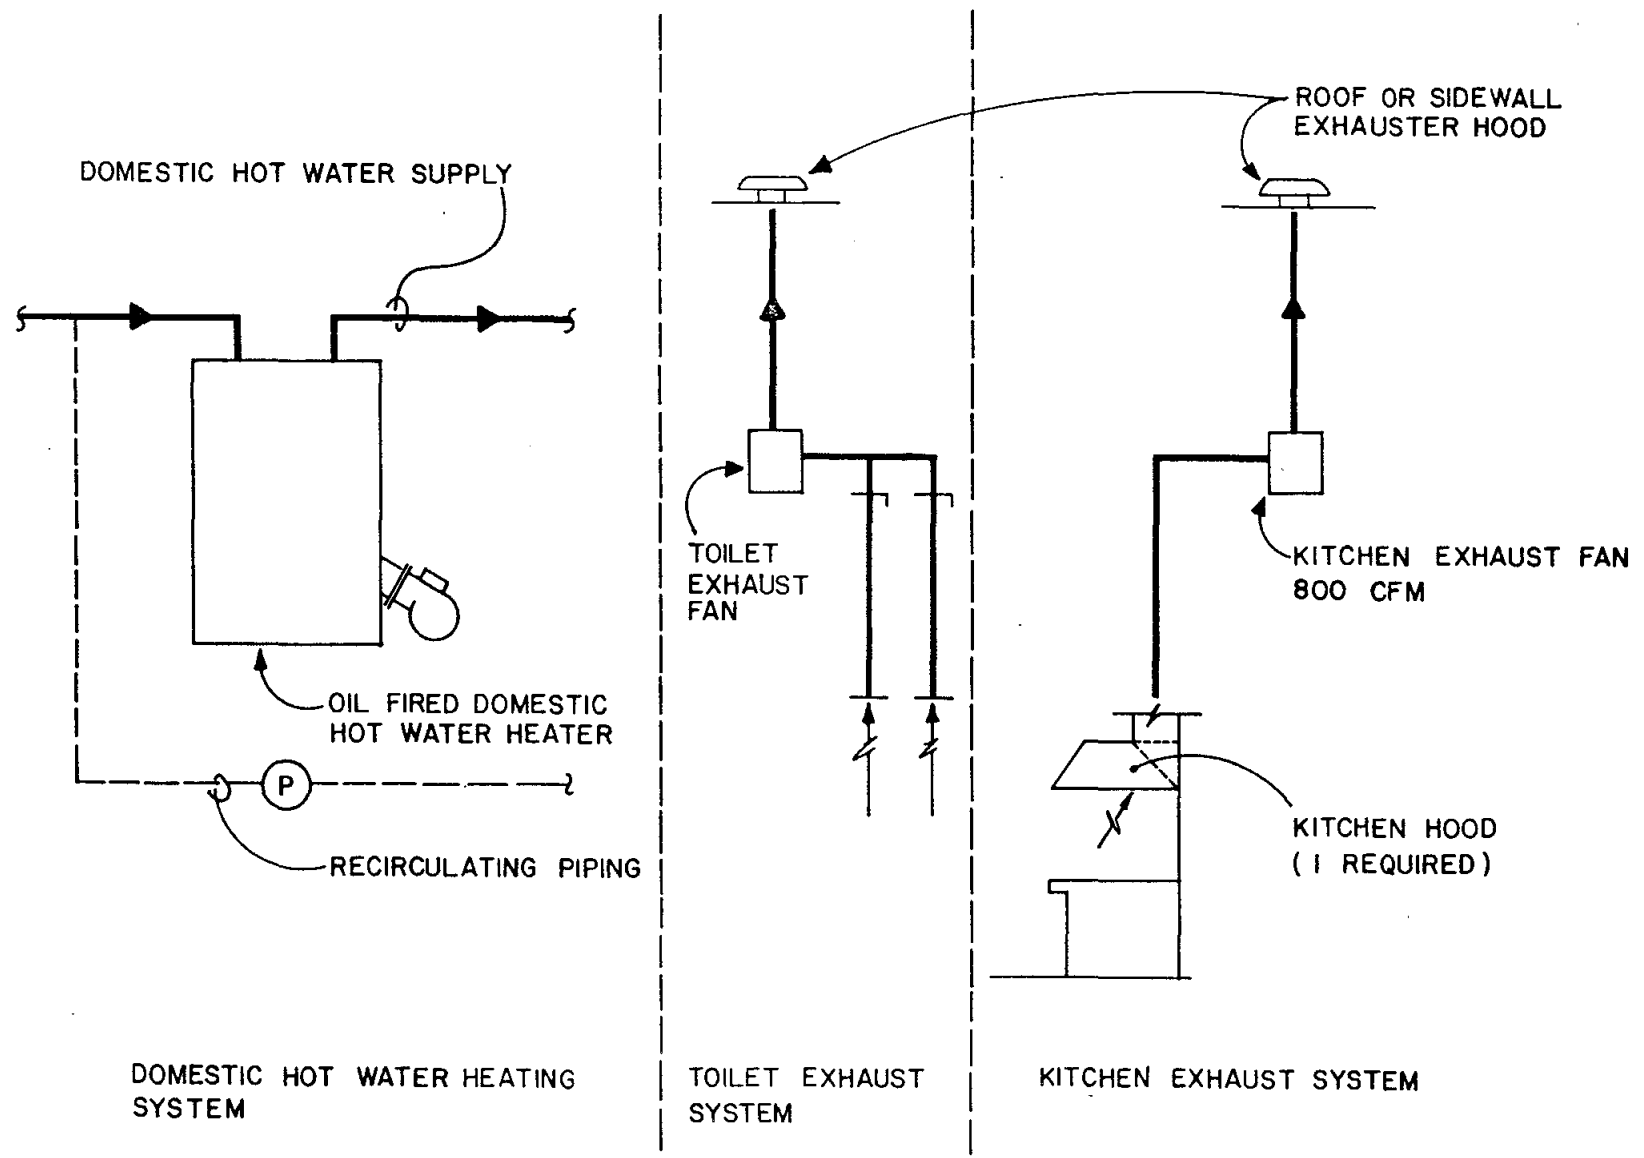 DOMESTIC HOT WATER SUPPLY
OIL FIRED DOMESTIC
HOT WATER HEATER
P
RECIRCULATING PIPING
DOMESTIC HOT WATER HEATING
SYSTEM
TOILET
EXHAUST
FAN
TOILET EXHAUST
SYSTEM
ROOF OR SIDEWALL
EXHAUSTER HOOD
KITCHEN EXHAUST FAN
800 CFM
KITCHEN HOOD
(1 REQUIRED)
KITCHEN EXHAUST SYSTEM